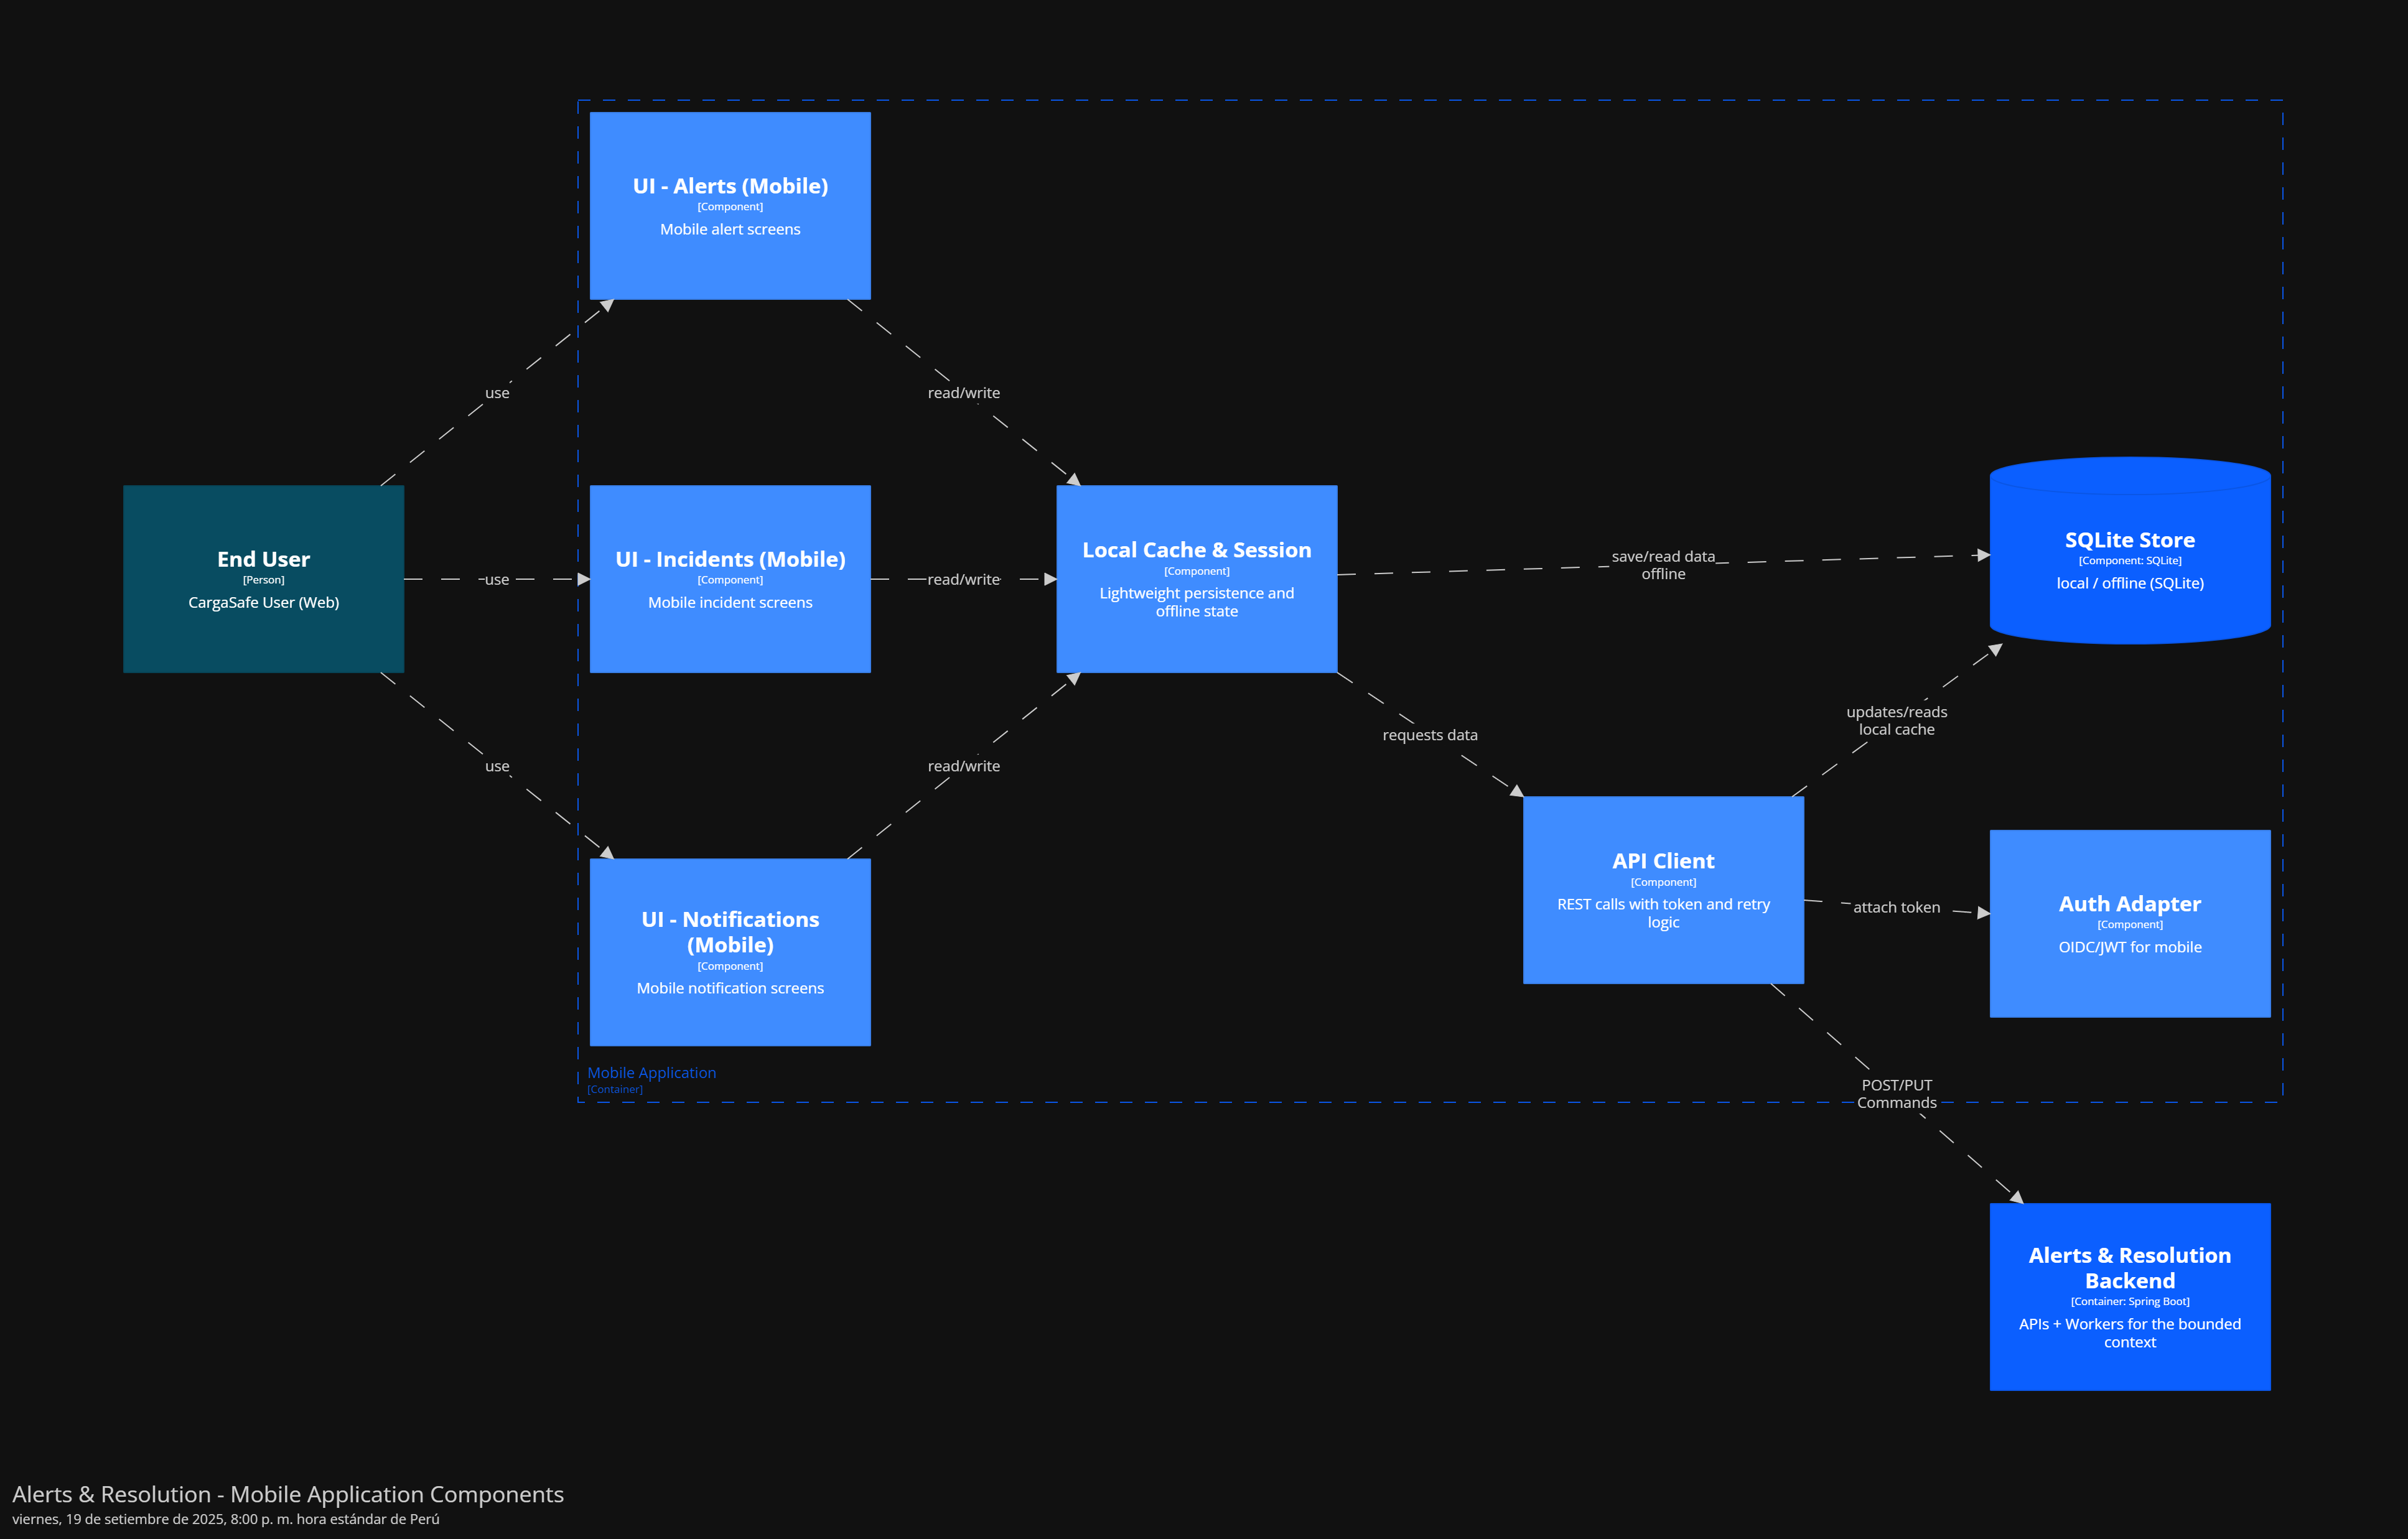 UI - Alerts (Mobile)
[Component]
Mobile alert screens
use
read/write
End User
[Person]
CargaSafe User (Web)
use
UI - Incidents (Mobile)
[Component]
Mobile incident screens
read/write
Local Cache & Session
[Component]
Lightweight persistence and
offline state
save/read data
offline
SQLite Store
[Component: SQLite]
local / offline (SQLite)
use
read/write
requests data
updates/reads
local cache
UI - Notifications
(Mobile)
[Component]
Mobile notification screens
API Client
[Component]
REST calls with token and retry
logic
attach token
Auth Adapter
[Component]
OIDC/JWT for mobile
Mobile Application
[Container]
POST/PUT
Commands
Alerts & Resolution
Backend
[Container: Spring Boot]
APIs + Workers for the bounded
context
Alerts & Resolution - Mobile Application Components
viernes, 19 de setiembre de 2025, 8:00 p. m. hora estándar de Perú